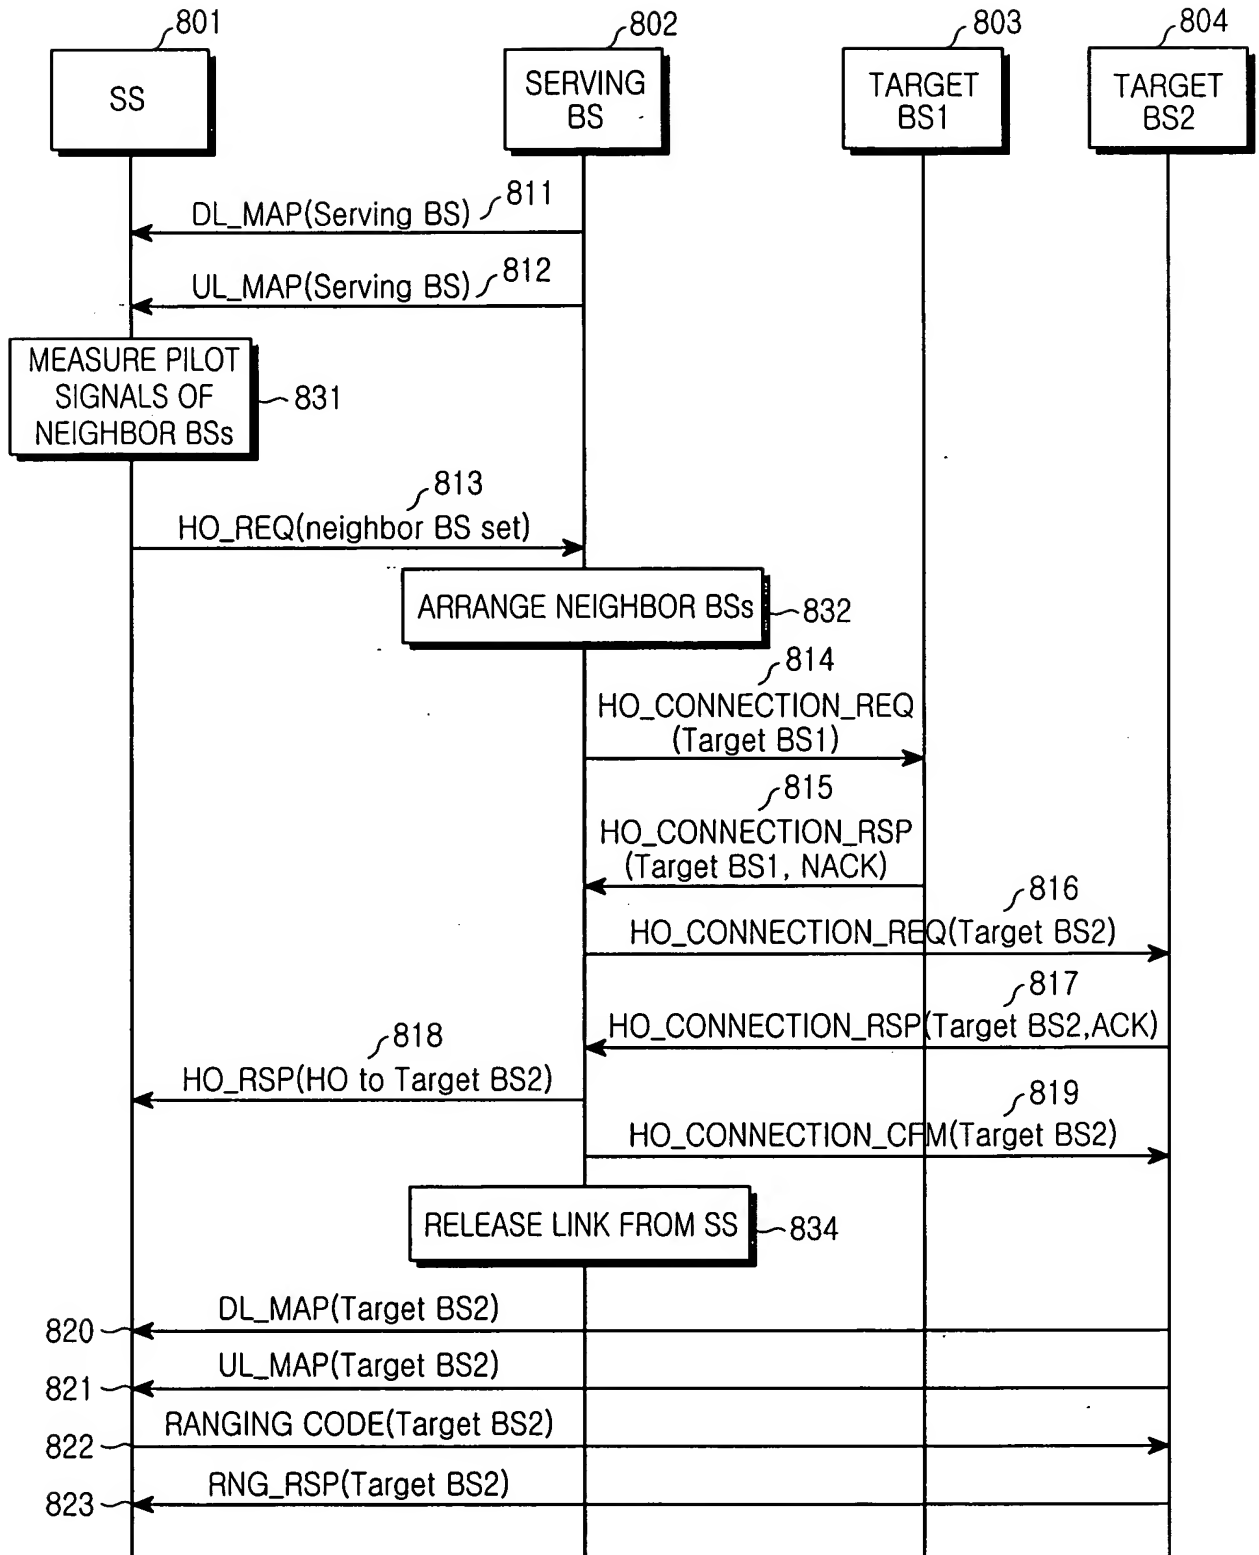 801
802
803
804
SS
SERVING
BS
TARGET
BS1
TARGET
BS2
DL_MAP(Serving BS)
811
UL_MAP(Serving BS)
812
MEASURE PILOT
SIGNALS OF
NEIGHBOR BSs
831
813
HO_REQ(neighbor BS set)
ARRANGE NEIGHBOR BSs
832
814
HO_CONNECTION_REQ
(Target BS1)
815
HO_CONNECTION_RSP
(Target BS1, NACK)
816
HO_CONNECTION_REQ(Target BS2)
817
HO_CONNECTION_RSP(Target BS2,ACK)
818
HO_RSP(HO to Target BS2)
819
HO_CONNECTION_CFM(Target BS2)
RELEASE LINK FROM SS
834
DL_MAP(Target BS2)
820
UL_MAP(Target BS2)
821
RANGING CODE(Target BS2)
822
RNG_RSP(Target BS2)
823